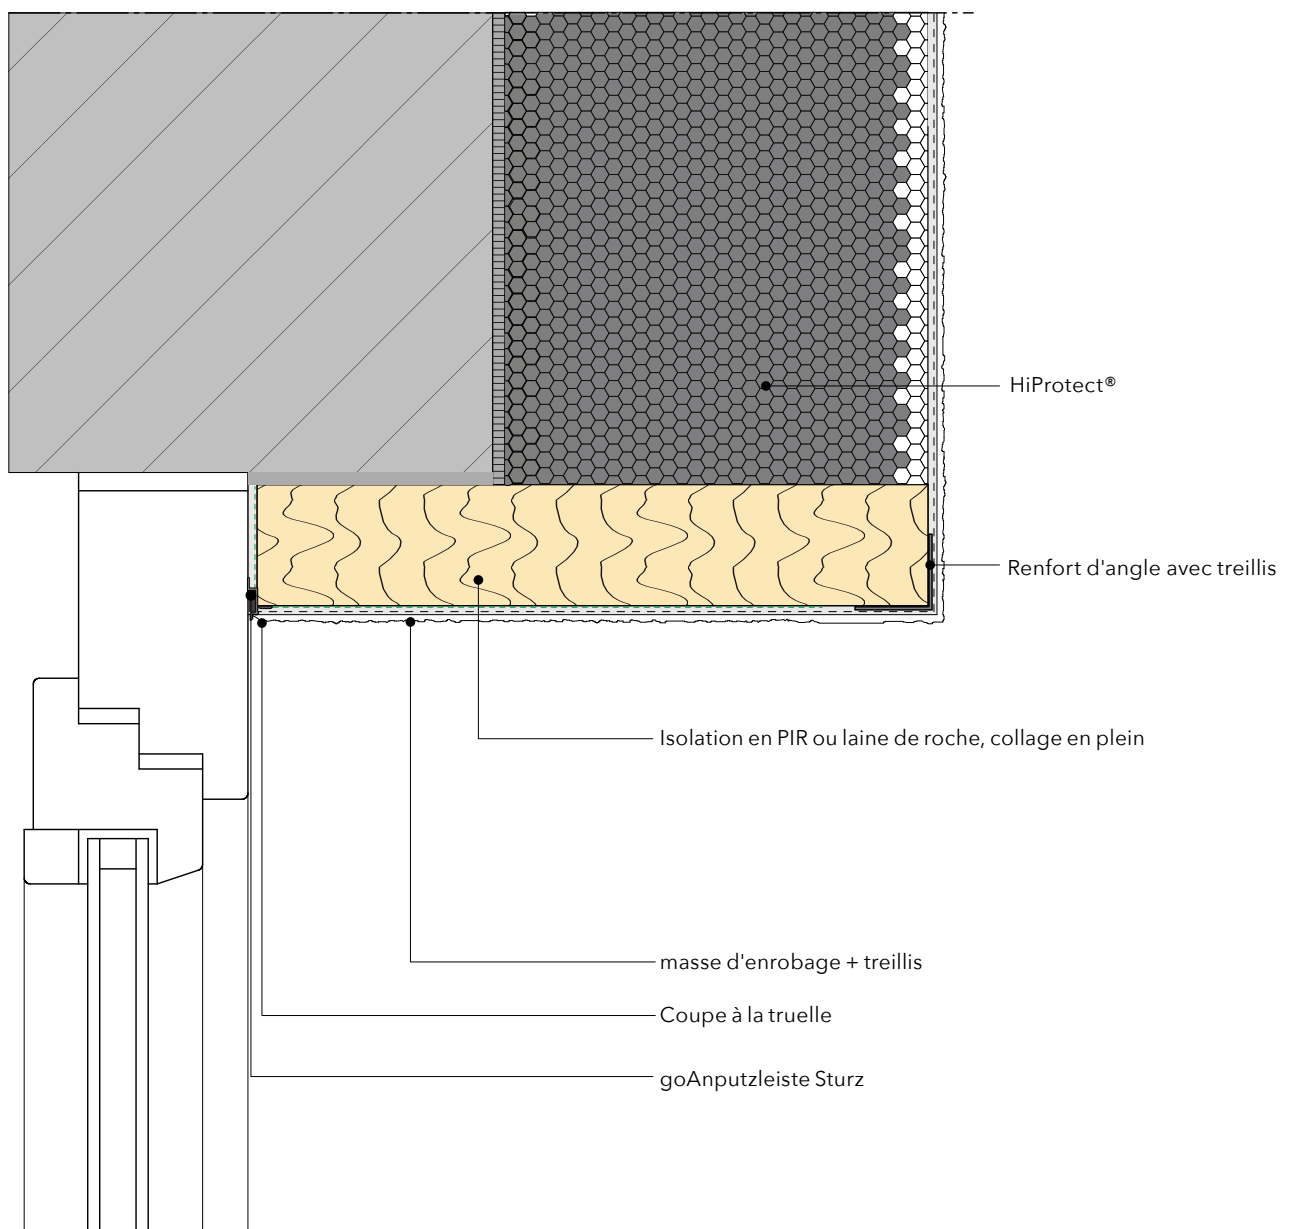 HiProtect®
Renfort d'angle avec treillis
Isolation en PIR ou laine de roche, collage en plein
masse d'enrobage + treillis
Coupe à la truelle
goAnputzleiste Sturz